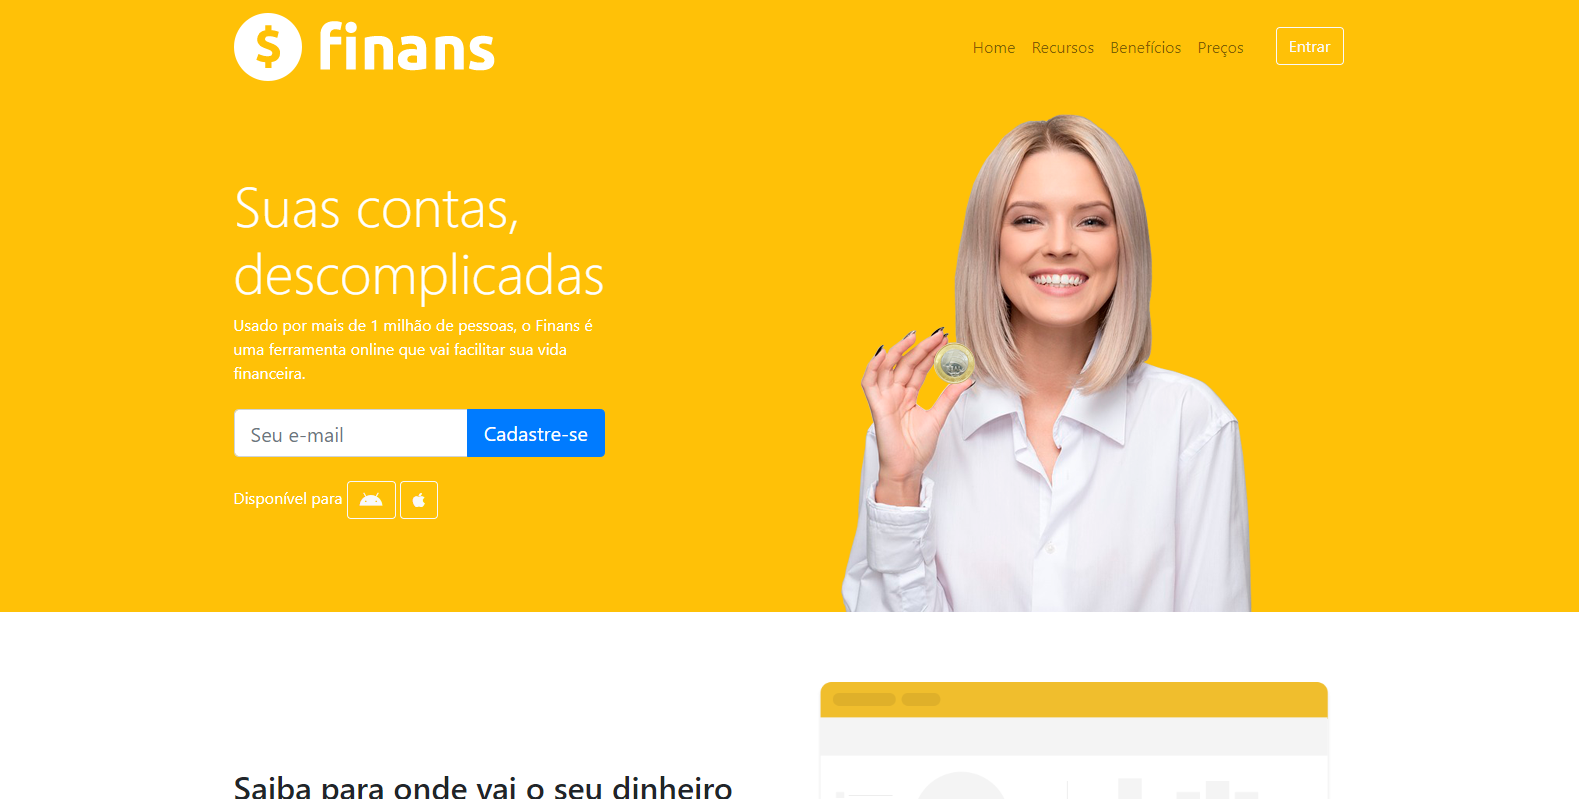 $ finans
Home Recursos Benefícios Preços Entrar
Suas contas,
descomplicadas
Usado por mais de 1 milhão de pessoas, o Finans é
uma ferramenta online que vai facilitar sua vida
financeira.
Seu e-mail Cadastre-se
Disponível para
Saiba para onde vai o seu dinheiro